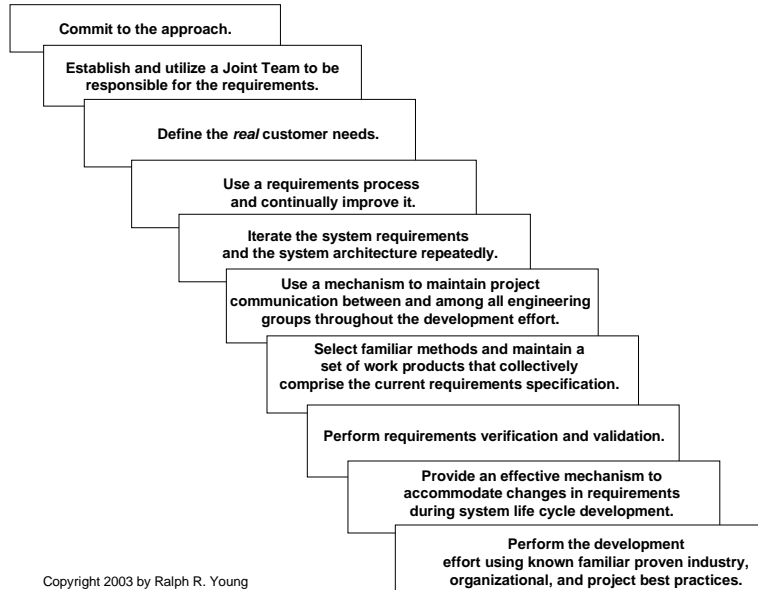 Commit to the approach.
Establish and utilize a Joint Team to be
responsible for the requirements.
Define the real customer needs.
Use a requirements process
and continually improve it.
Iterate the system requirements
and the system architecture repeatedly.
Use a mechanism to maintain project
communication between and among all engineering
groups throughout the development effort.
Select familiar methods and maintain a
set of work products that collectively
comprise the current requirements specification.
Perform requirements verification and validation.
Provide an effective mechanism to
accommodate changes in requirements
during system life cycle development.
Perform the development
effort using known familiar proven industry,
organizational, and project best practices.
Copyright 2003 by Ralph R. Young